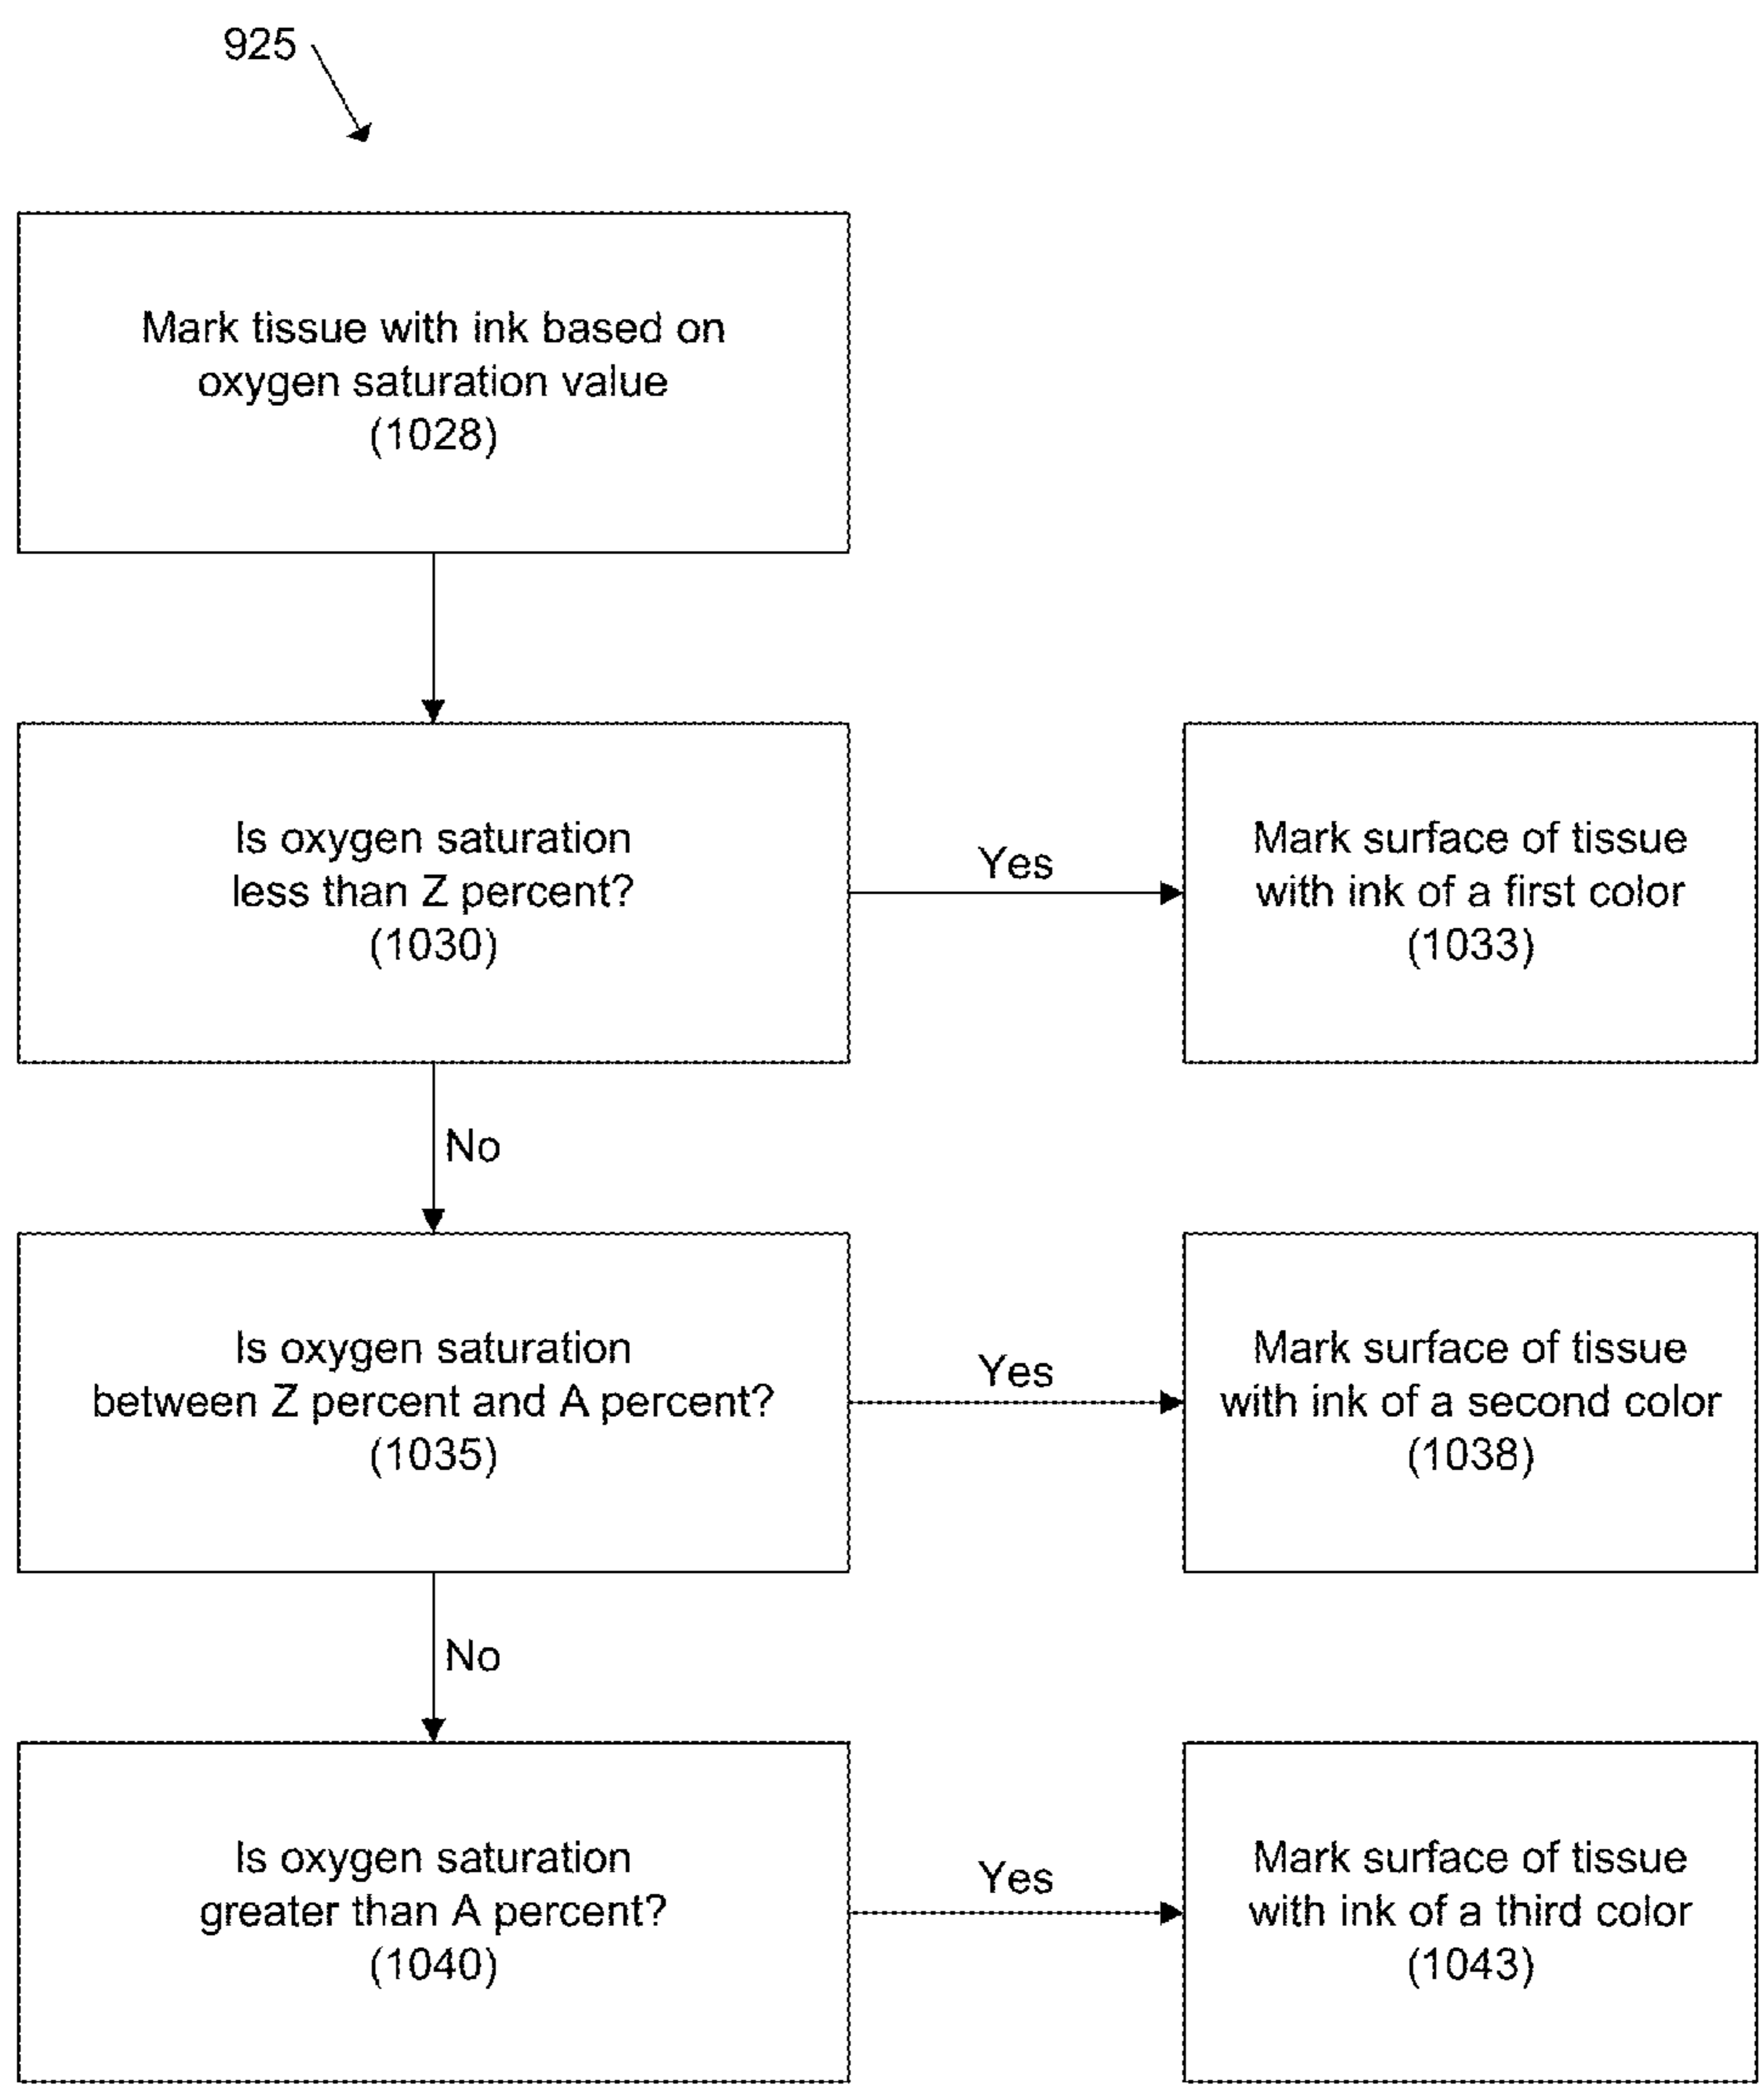 925
Mark tissue with ink based on
oxygen saturation value
(1028)
Is oxygen saturation
less than Z percent?
(1030)
Yes
Mark surface of tissue
with ink of a first color
(1033)
No
Is oxygen saturation
between Z percent and A percent?
(1035)
Yes
Mark surface of tissue
with ink of a second color
(1038)
No
Is oxygen saturation
greater than A percent?
(1040)
Yes
Mark surface of tissue
with ink of a third color
(1043)